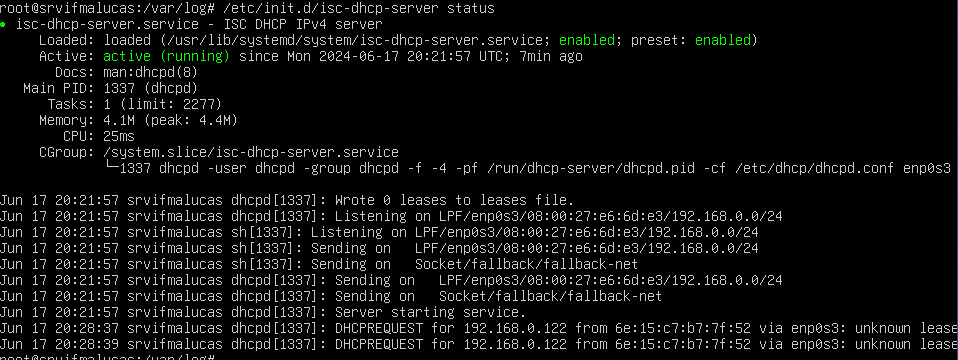 root@srvifmalucas:/var/log# /etc/init.d/isc-dhcp-server status
● isc-dhcp-server.service - ISC DHCP IPv4 server
Loaded: loaded (/usr/lib/systemd/system/isc-dhcp-server.service; enabled; preset: enabled)
Active: active (running) since Mon 2024-06-17 20:21:57 UTC; 7min ago
Docs: man:dhcpd(8)
Main PID: 1337 (dhcpd)
Tasks: 1 (limit: 2277)
Memory: 4.1M (peak: 4.4M)
CPU: 25ms
CGroup: /system.slice/isc-dhcp-server.service
└─1337 dhcpd -user dhcpd -group dhcpd -f -4 -pf /run/dhcp-server/dhcpd.pid -cf /etc/dhcp/dhcpd.conf enp0s3
Jun 17 20:21:57 srvifmalucas dhcpd[1337]: Wrote 0 leases to leases file.
Jun 17 20:21:57 srvifmalucas dhcpd[1337]: Listening on LPF/enp0s3/08:00:27:e6:6d:e3/192.168.0.0/24
Jun 17 20:21:57 srvifmalucas sh[1337]: Listening on LPF/enp0s3/08:00:27:e6:6d:e3/192.168.0.0/24
Jun 17 20:21:57 srvifmalucas sh[1337]: Sending on   LPF/enp0s3/08:00:27:e6:6d:e3/192.168.0.0/24
Jun 17 20:21:57 srvifmalucas sh[1337]: Sending on   Socket/fallback/fallback-net
Jun 17 20:21:57 srvifmalucas dhcpd[1337]: Sending on   LPF/enp0s3/08:00:27:e6:6d:e3/192.168.0.0/24
Jun 17 20:21:57 srvifmalucas dhcpd[1337]: Sending on   Socket/fallback/fallback-net
Jun 17 20:21:57 srvifmalucas dhcpd[1337]: Server starting service.
Jun 17 20:28:37 srvifmalucas dhcpd[1337]: DHCPREQUEST for 192.168.0.122 from 6e:15:c7:b7:7f:52 via enp0s3: unknown lease
Jun 17 20:28:39 srvifmalucas dhcpd[1337]: DHCPREQUEST for 192.168.0.122 from 6e:15:c7:b7:7f:52 via enp0s3: unknown lease
root@srvifmalucas:/var/log#